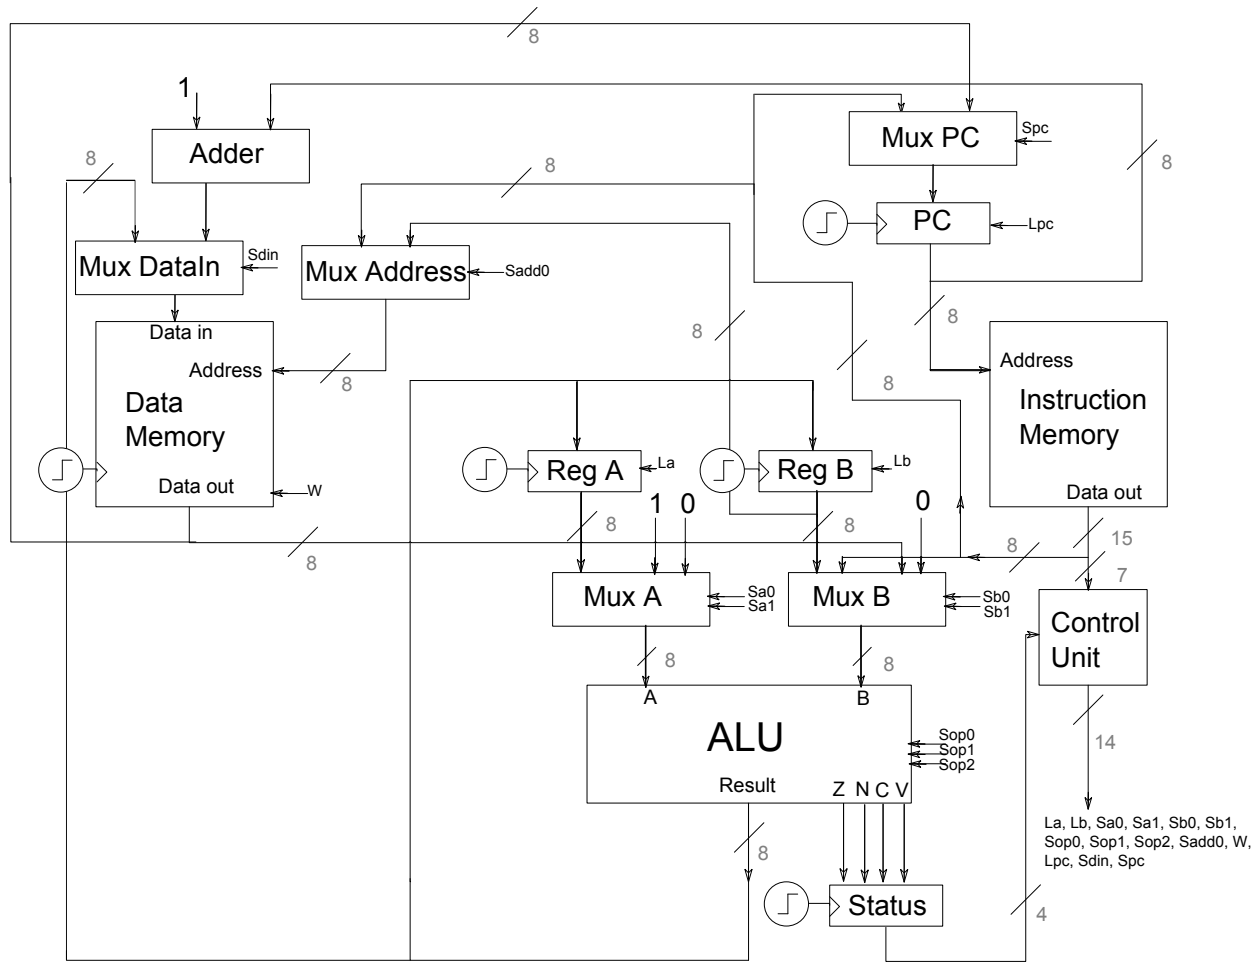 8
1
Adder
8
8
Mux PC
Spc
8
PC
Lpc
Mux DataIn
Sdin
Mux Address
Sadd0
8
8
Data in
Address
8
Data
Memory
Data out
W
8
8
Address
Instruction
Memory
Data out
Reg A
La
Reg B
Lb
8
1
0
8
0
8
15
7
Mux A
Sa0
Sa1
Mux B
Sb0
Sb1
Control
Unit
8
8
A
B
ALU
Sop0
Sop1
Sop2
Result
Z N C V
14
8
La, Lb, Sa0, Sa1, Sb0, Sb1,
Sop0, Sop1, Sop2, Sadd0, W,
Lpc, Sdin, Spc
Status
4